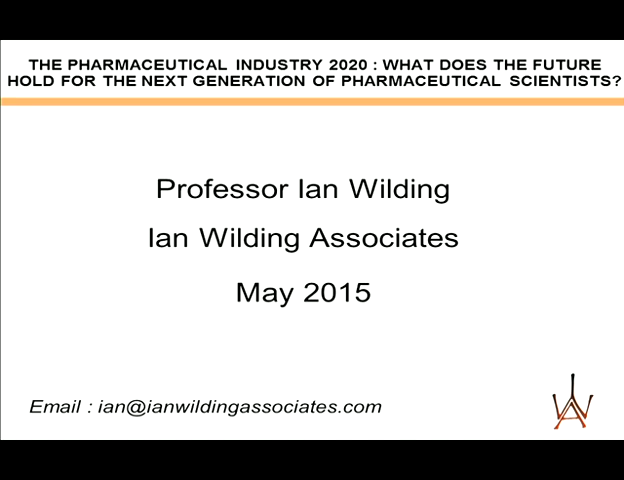 THE PHARMACEUTICAL INDUSTRY 2020 : WHAT DOES THE FUTURE
HOLD FOR THE NEXT GENERATION OF PHARMACEUTICAL SCIENTISTS?
Professor Ian Wilding
Ian Wilding Associates
May 2015
Email : ian@ianwildingassociates.com